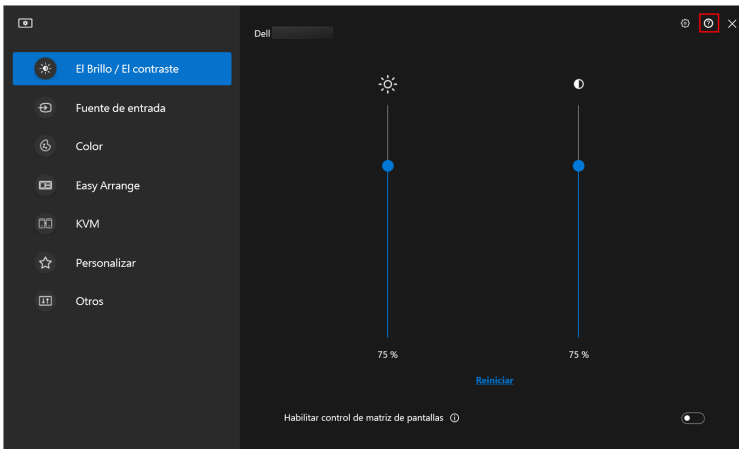 Dell
El Brillo / El contraste
Fuente de entrada
Color
Easy Arrange
KVM
Personalizar
Otros
75 %
75 %
Reiniciar
Habilitar control de matriz de pantallas